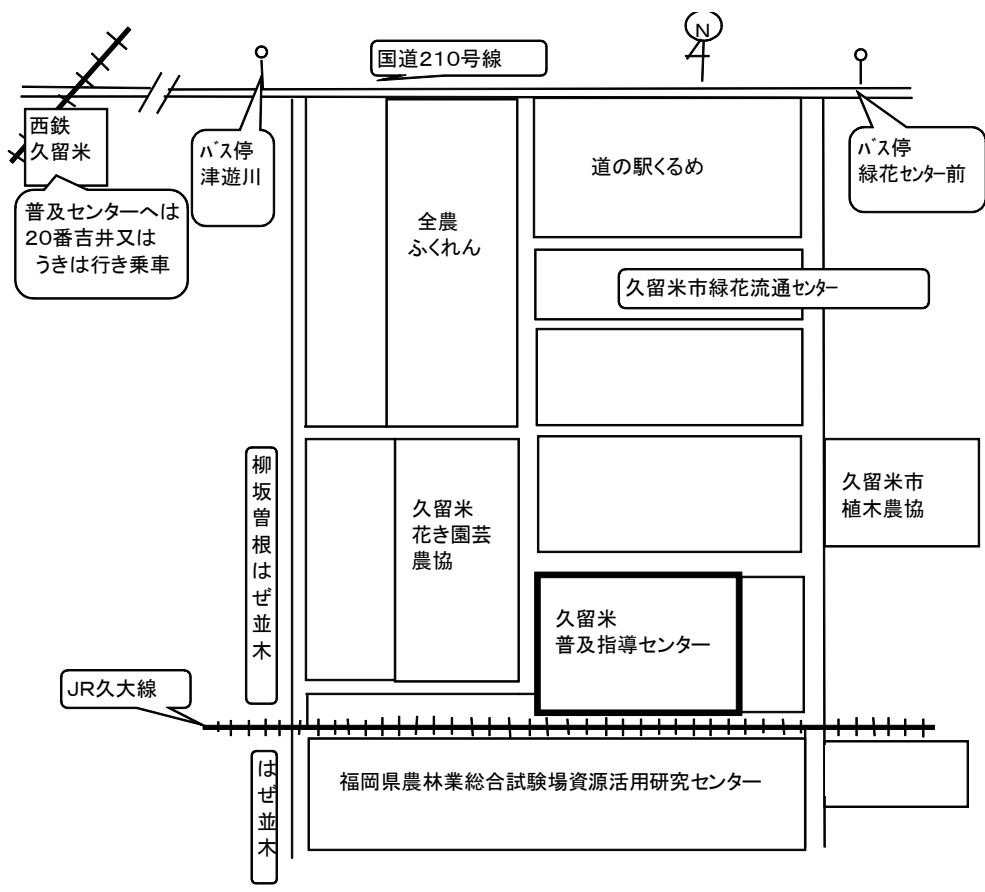 N
国道210号線
西鉄
久留米
バス停
津遊川
バス停
緑花センター前
道の駅くるめ
普及センターへは
20番吉井又は
うきは行き乗車
全農
ふくれん
久留米市緑花流通センター
柳坂曽根はぜ並木
久留米
花き園芸
農協
久留米市
植木農協
久留米
普及指導センター
JR久大線
はぜ並木
福岡県農林業総合試験場資源活用研究センター